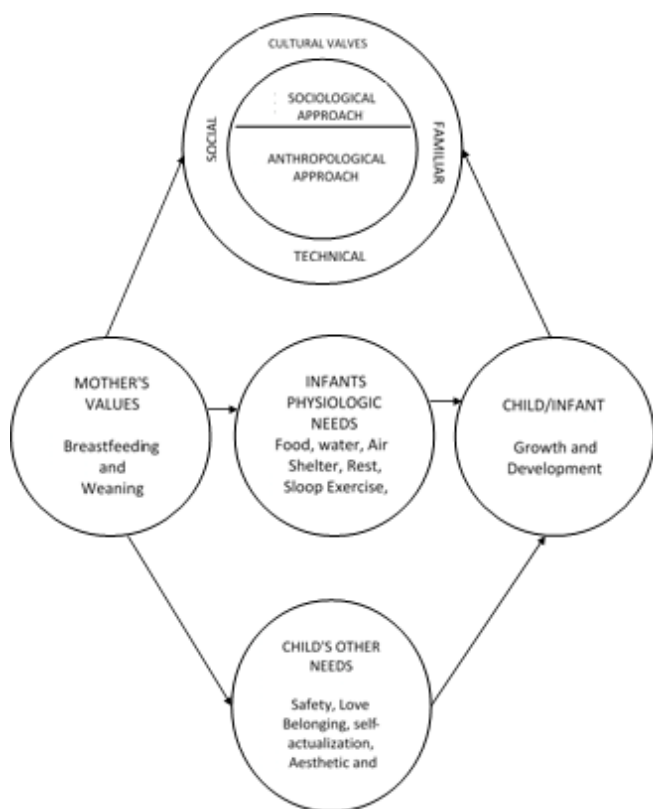 CULTURAL VALVES
SOCIOLOGICAL
APPROACH
SOCIAL
FAMILIAR
ANTHROPOLOGICAL
APPROACH
TECHNICAL
MOTHER'S
VALUES
Breastfeeding
and
Weaning
INFANTS
PHYSIOLOGIC
NEEDS
Food, water, Air
Shelter, Rest,
Sloop Exercise,
CHILD/INFANT
Growth and
Development
CHILD'S OTHER
NEEDS
Safety, Love
Belonging, self-
actualization,
Aesthetic and